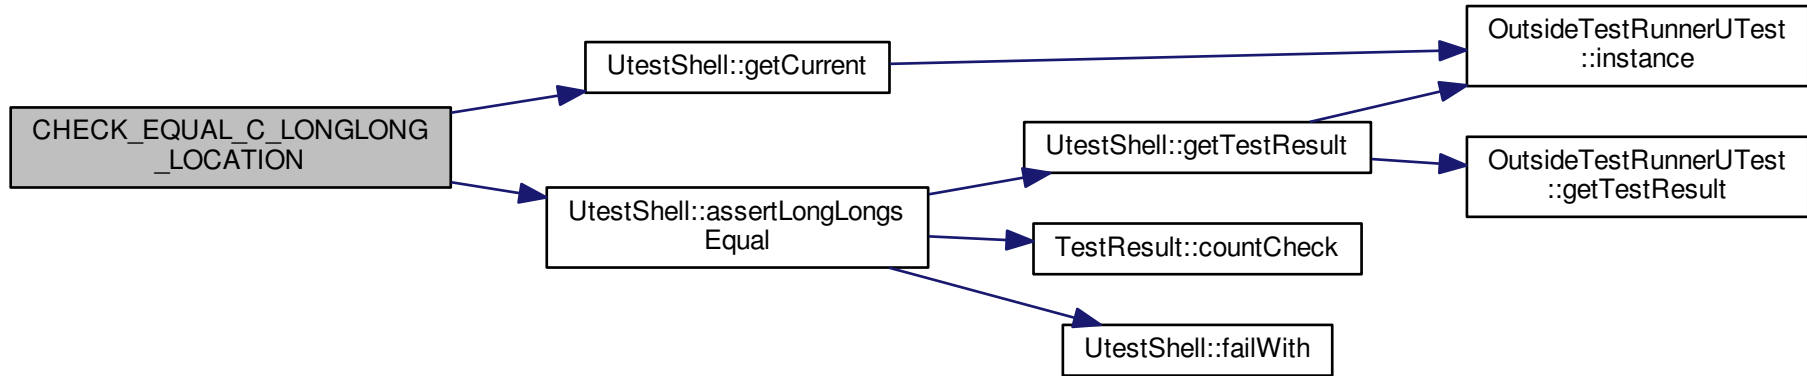 CHECK_EQUAL_C_LONGLONG
_LOCATION
UtestShell::getCurrent
UtestShell::assertLongLongs
Equal
UtestShell::getTestResult
TestResult::countCheck
UtestShell::failWith
OutsideTestRunnerUTest
::instance
OutsideTestRunnerUTest
::getTestResult